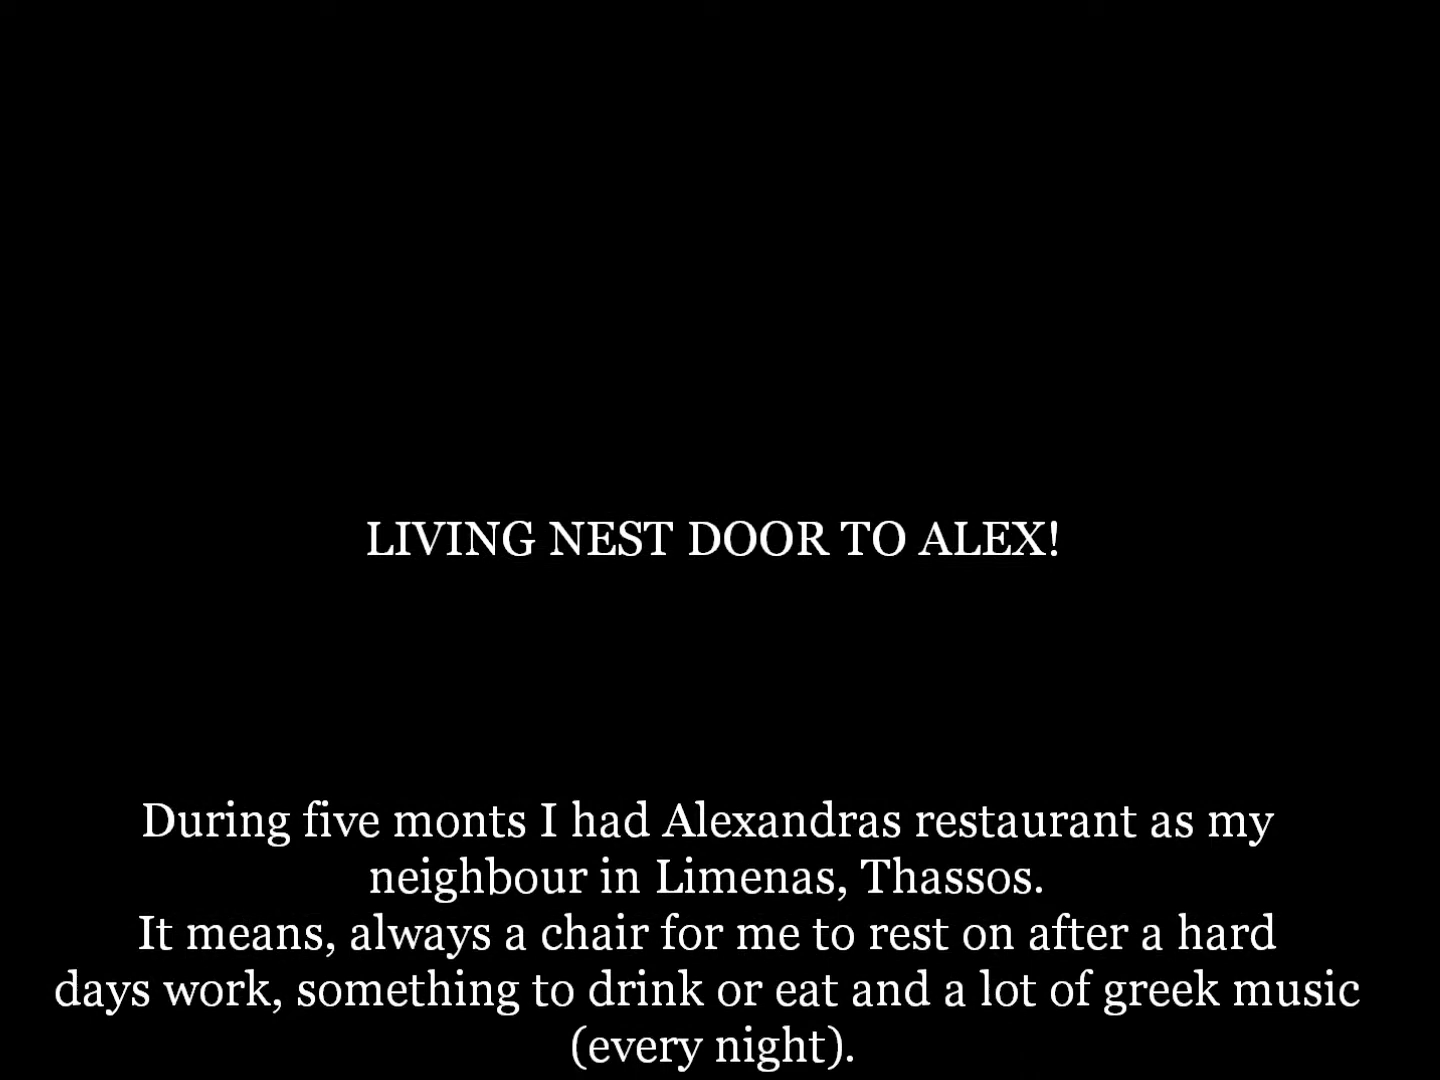 LIVING NEST DOOR TO ALEX!
During five monts I had Alexandras restaurant as my
neighbour in Limenas, Thassos.
It means, always a chair for me to rest on after a hard
days work, something to drink or eat and a lot of greek music
(every night).